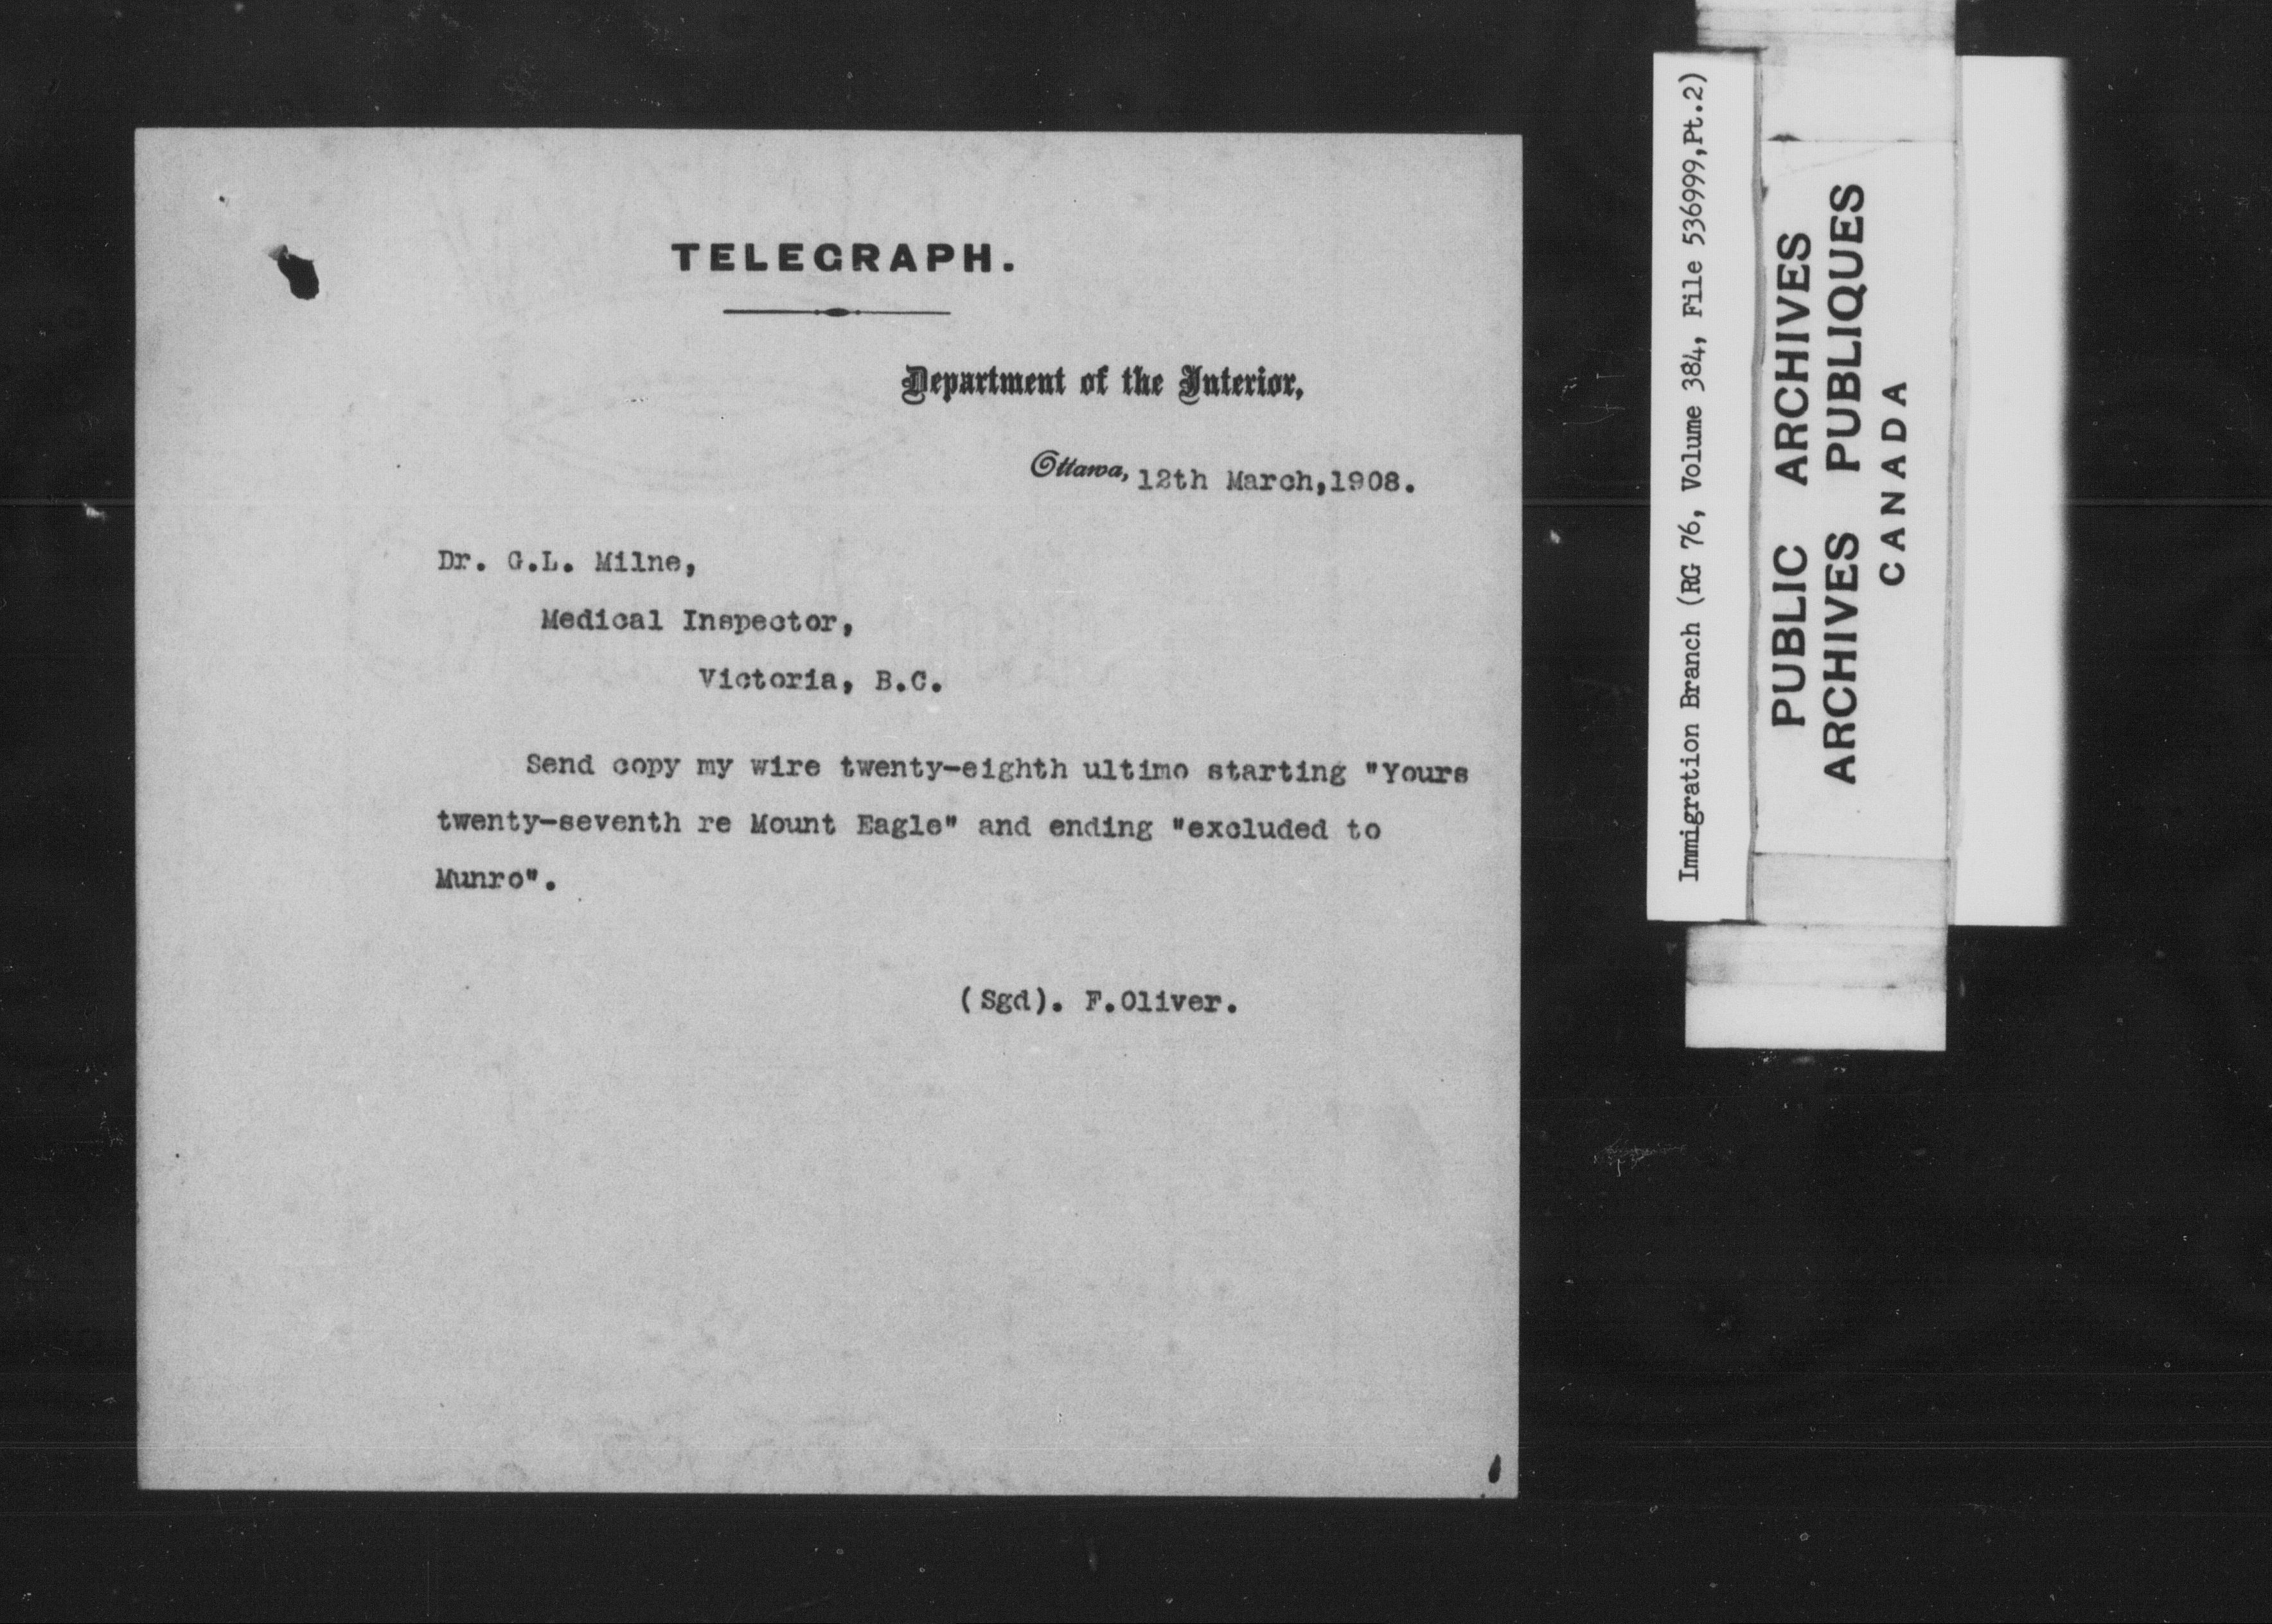 TELEGRAPH.
Department of the Interior,
Ottawa, 12th March,1908.
Dr. G.L. Milne,
Medical Inspector,
Victoria, B.C.
Send copy my wire twenty-eighth ultimo starting "Yours
twenty-seventh re Mount Eagle" and ending "excluded to
Munro".
(Sgd). F.Oliver.
Immigration Branch (RG 76, Volume 384, File 536999,Pt.2)
PUBLIC ARCHIVES
ARCHIVES PUBLIQUES
CANADA